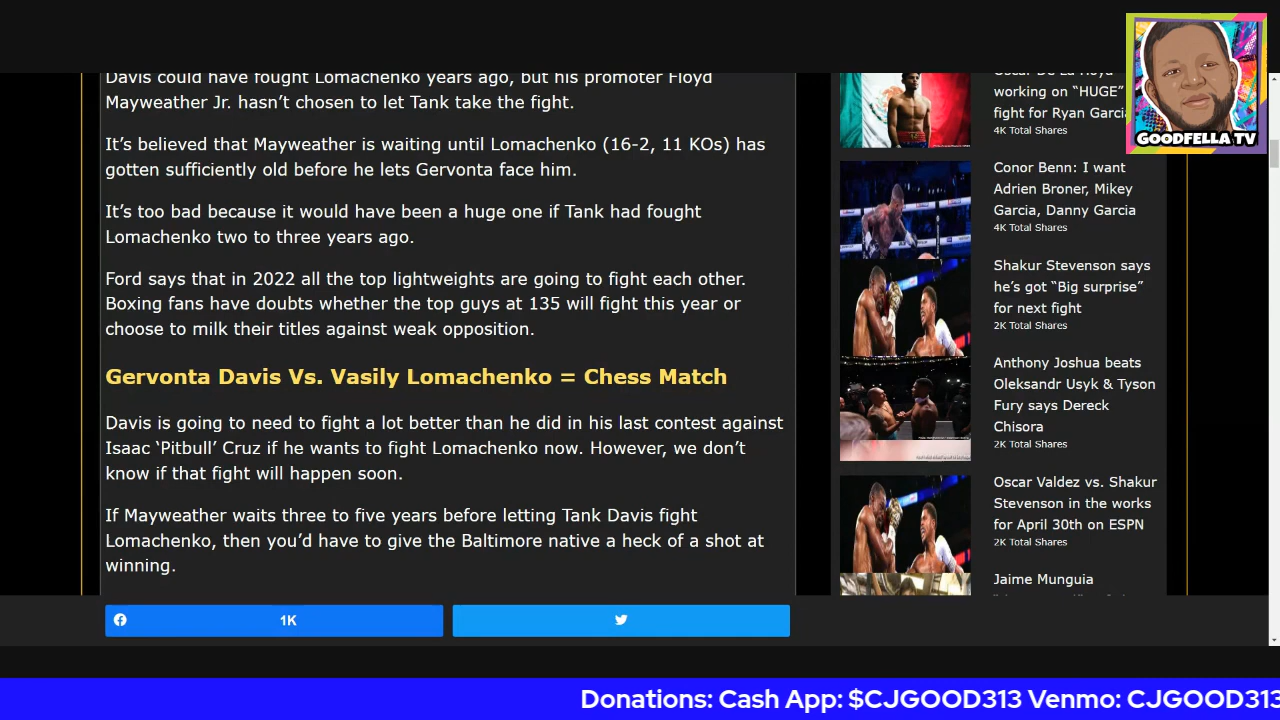 Davis could have fought Lomachenko years ago, but his promoter Floyd
Mayweather Jr. hasn't chosen to let Tank take the fight.
It's believed that Mayweather is waiting until Lomachenko (16-2, 11 KOs) has
gotten sufficiently old before he lets Gervonta face him.
It's too bad because it would have been a huge one if Tank had fought
Lomachenko two to three years ago.
Ford says that in 2022 all the top lightweights are going to fight each other.
Boxing fans have doubts whether the top guys at 135 will fight this year or
choose to milk their titles against weak opposition.
Gervonta Davis Vs. Vasily Lomachenko = Chess Match
Davis is going to need to fight a lot better than he did in his last contest against
Isaac ‘Pitbull’ Cruz if he wants to fight Lomachenko now. However, we don't
know if that fight will happen soon.
If Mayweather waits three to five years before letting Tank Davis fight
Lomachenko, then you'd have to give the Baltimore native a heck of a shot at
winning.
1K
Oscar De La Hoya
working on “HUGE”
fight for Ryan Garcia
4K Total Shares
Conor Benn: I want
Adrien Broner, Mikey
Garcia, Danny Garcia
4K Total Shares
Shakur Stevenson says
he's got “Big surprise”
for next fight
2K Total Shares
Anthony Joshua beats
Oleksandr Usyk & Tyson
Fury says Dereck
Chisora
2K Total Shares
Oscar Valdez vs. Shakur
Stevenson in the works
for April 30th on ESPN
2K Total Shares
Jaime Munguia
GOODFELLA TV
Donations: Cash App: $CJGOOD313 Venmo: CJGOOD313